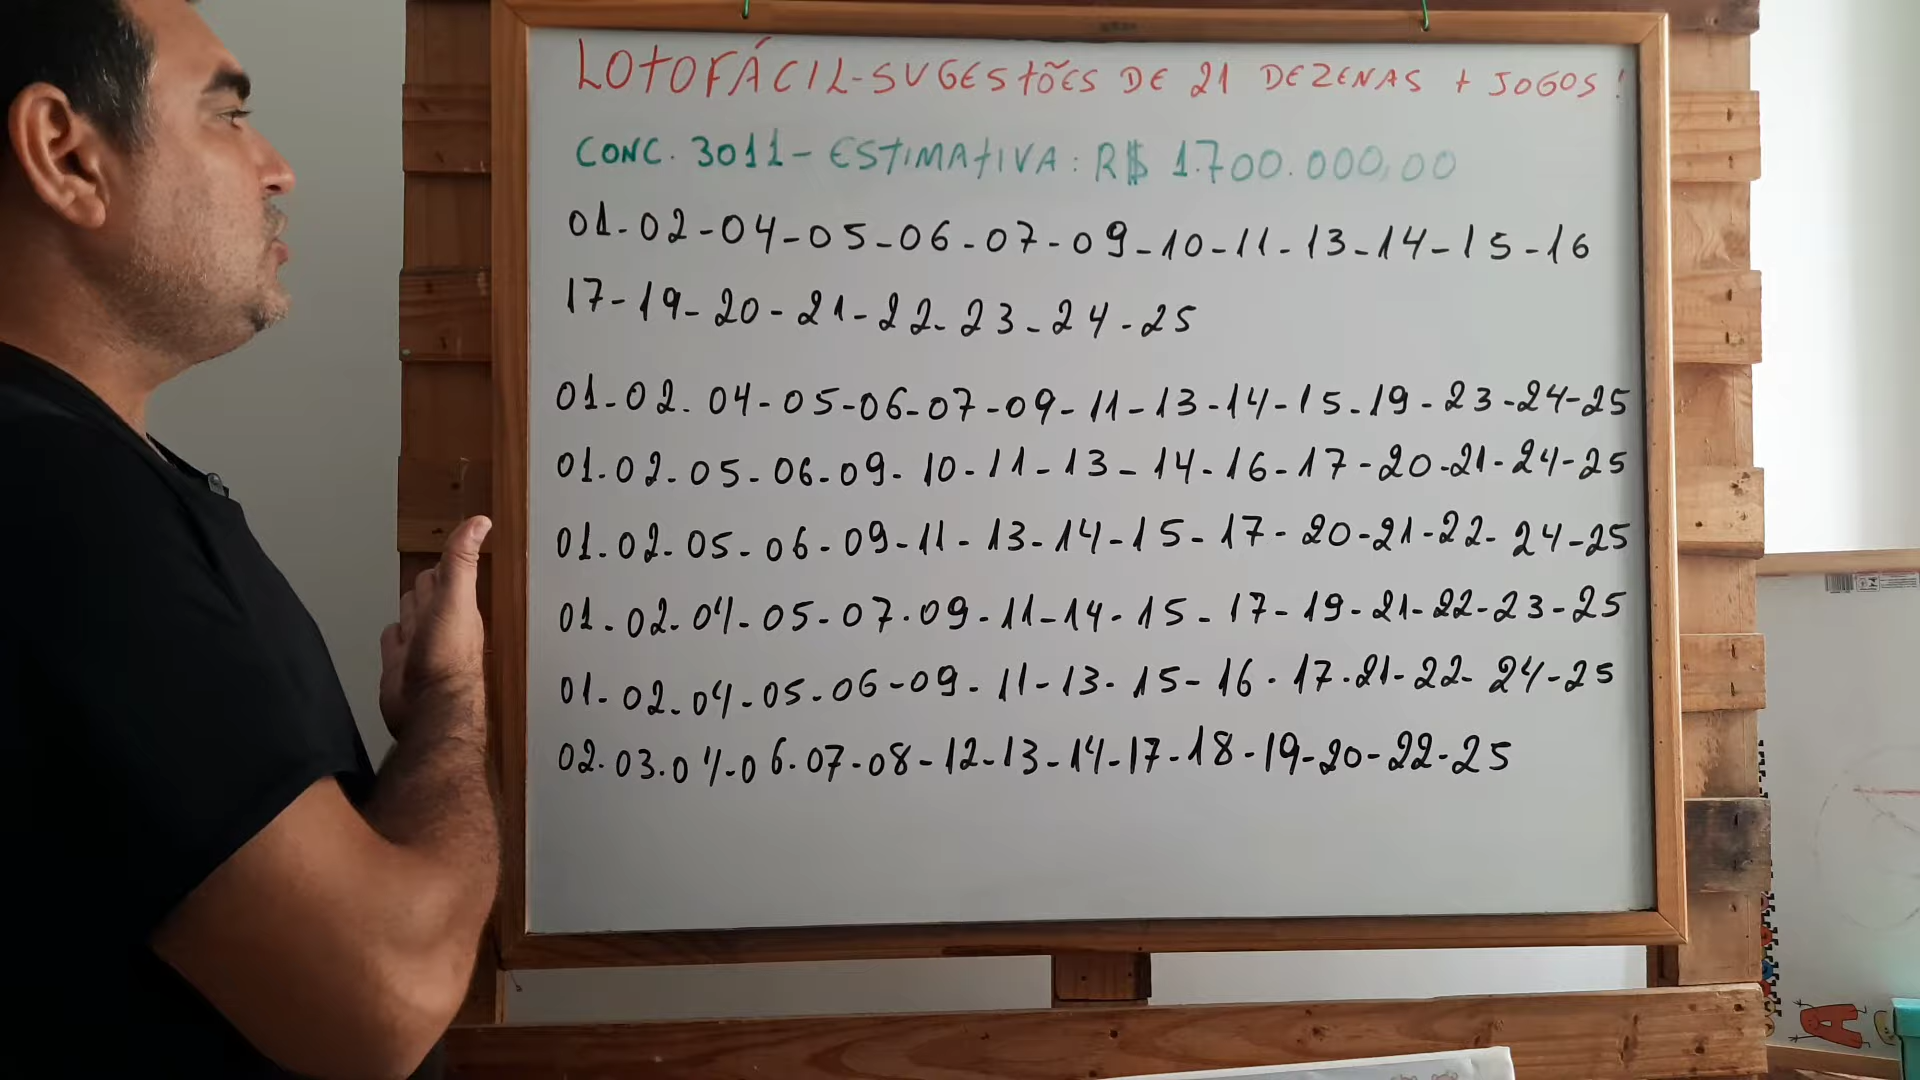 LOTOFÁCIL-SUGESTÕES DE 21 DEZENAS + JOGOS!
CONC. 3011 - ESTIMATIVA: R$ 1.700.000,00
01-02-04-05-06-07-09-10-11-13-14-15-16
17-19-20-21-22-23-24-25
01-02-04-05-06-07-09-11-13-14-15-19-23-24-25
01-02-05-06-09-10-11-13-14-16-17-20-21-24-25
01-02-05-06-09-11-13-14-15-17-20-21-22-24-25
01-02-04-05-07-09-11-14-15-17-19-21-22-23-25
01-02-04-05-06-09-11-13-15-16-17-21-22-24-25
02-03-04-06-07-08-12-13-14-17-18-19-20-22-25
A